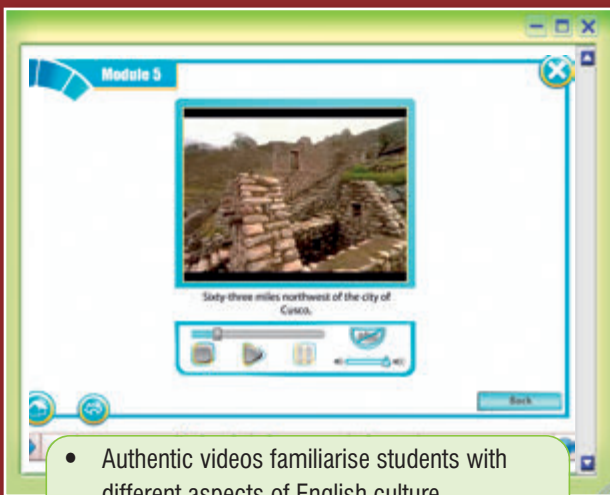 Module 5
Sixty-three miles northwest of the city of
Cusco,
Back
• Authentic videos familiarise students with
different aspects of English culture